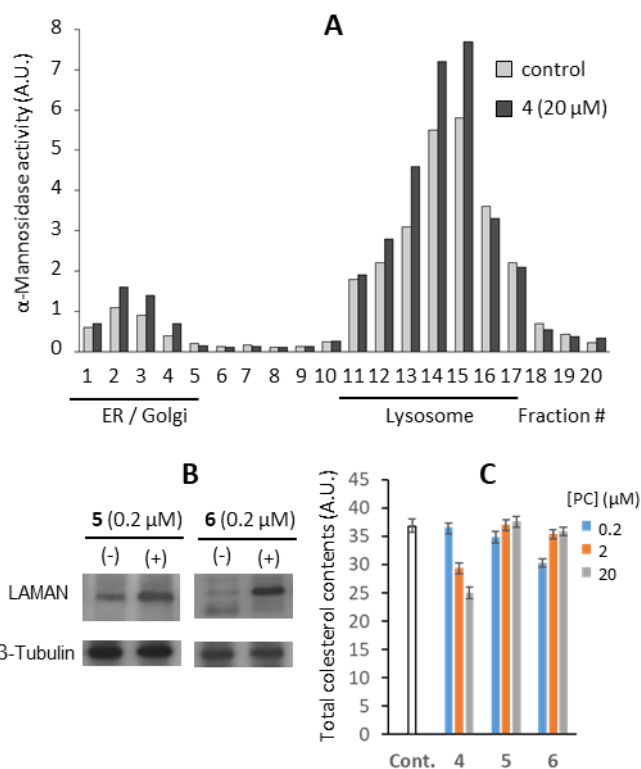 A
8
7
6
5
4
3
2
1
0
α-Mannosidase activity (A.U.)
control
4 (20 µM)
1 2 3 4 5 6 7 8 9 10 11 12 13 14 15 16 17 18 19 20
ER / Golgi Lysosome Fraction #
B
5 (0.2 µM) 6 (0.2 µM)
(-) (+) (-) (+)
LAMAN
3-Tubulin
C
Total colesterol contents (A.U.)
45
40
35
30
25
20
15
10
5
0
[PC] (µM)
0.2
2
20
Cont. 4 5 6